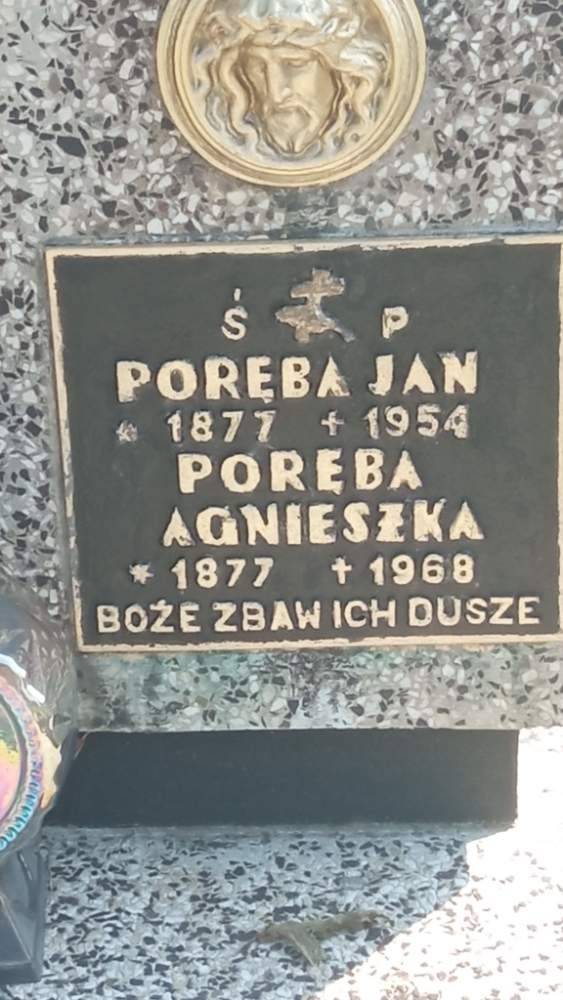 Ś P
PORĘBA JAN
* 1877 + 1954
PORĘBA
AGNIESZKA
* 1877 + 1968
BOŻE ZBAW ICH DUSZE